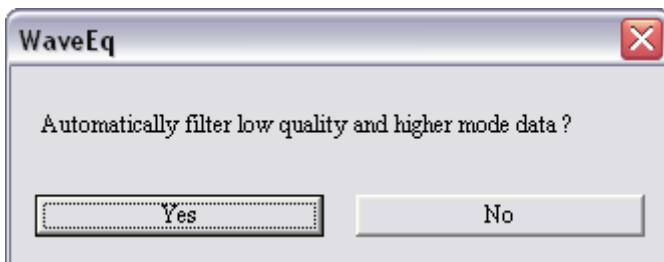 WaveEq
Automatically filter low quality and higher mode data ?
Yes
No